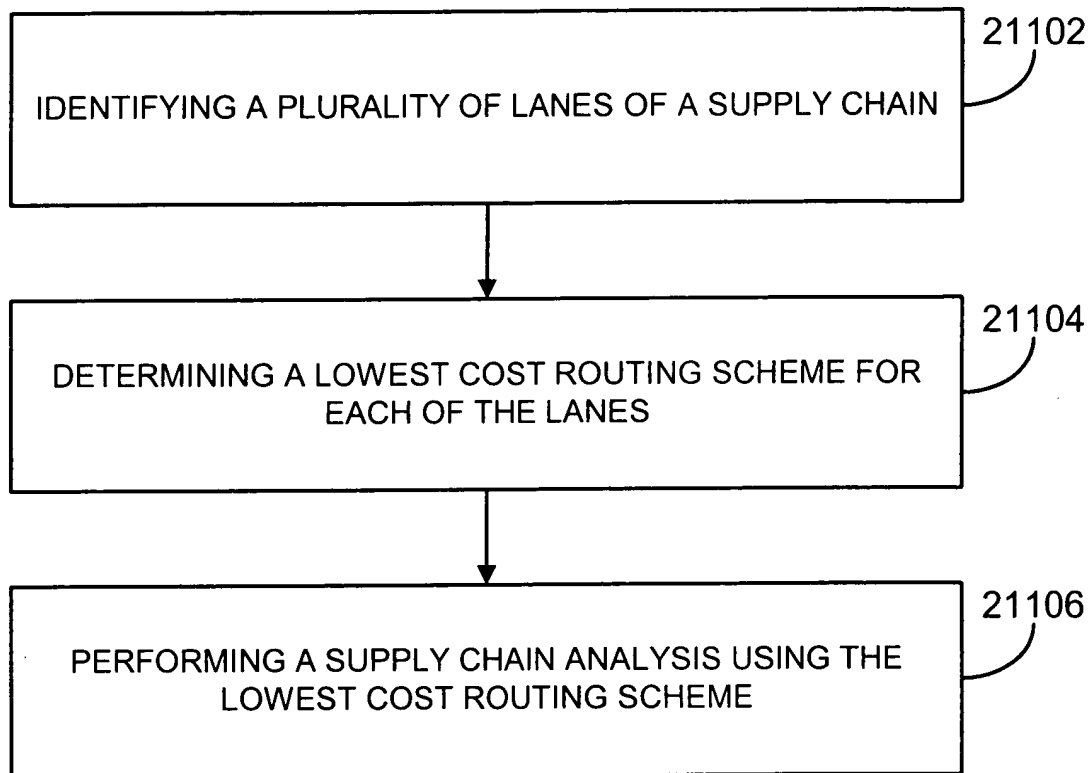 21102
IDENTIFYING A PLURALITY OF LANES OF A SUPPLY CHAIN
21104
DETERMINING A LOWEST COST ROUTING SCHEME FOR
EACH OF THE LANES
21106
PERFORMING A SUPPLY CHAIN ANALYSIS USING THE
LOWEST COST ROUTING SCHEME